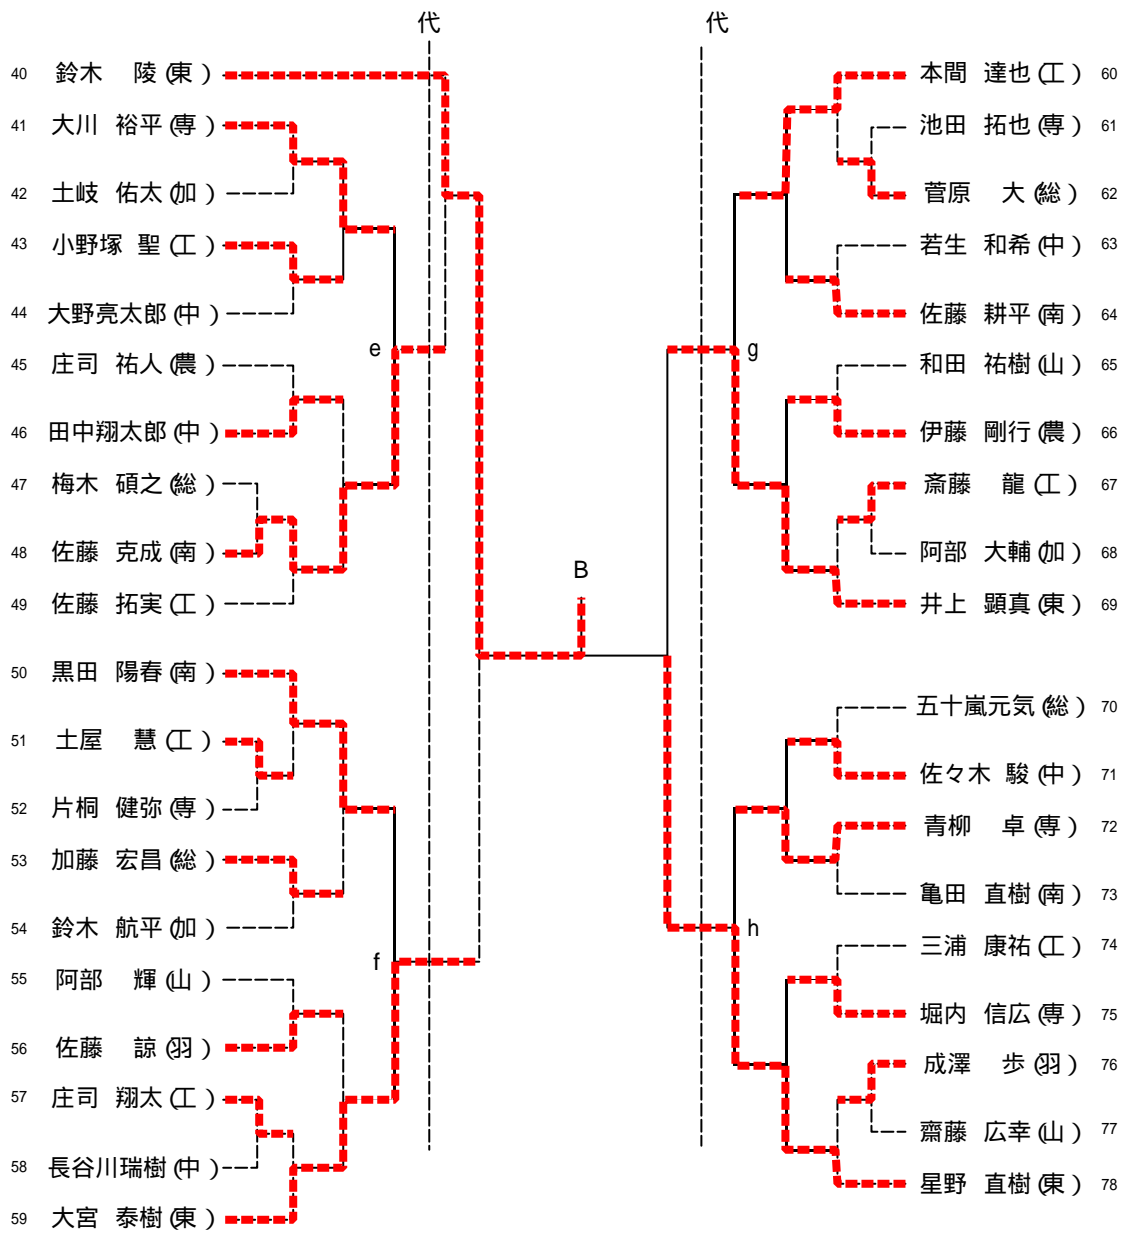 代
代
40 鈴木 陵 (東)
41 大川 裕平 (専)
42 土岐 佑太 (加)
43 小野塚 聖 (工)
44 大野亮太郎 (中)
e
45 庄司 祐人 (農)
46 田中翔太郎 (中)
47 梅木 碩之 (総)
48 佐藤 克成 (南)
49 佐藤 拓実 (工)
50 黒田 陽春 (南)
51 土屋 慧 (工)
52 片桐 健弥 (専)
53 加藤 宏昌 (総)
54 鈴木 航平 (加)
f
55 阿部 輝 (山)
56 佐藤 諒 (羽)
57 庄司 翔太 (工)
58 長谷川瑞樹 (中)
59 大宮 泰樹 (東)
B
本間 達也 (工) 60
池田 拓也 (専) 61
菅原 大 (総) 62
若生 和希 (中) 63
佐藤 耕平 (南) 64
g
和田 祐樹 (山) 65
伊藤 剛行 (農) 66
斎藤 龍 (工) 67
阿部 大輔 (加) 68
井上 顕真 (東) 69
五十嵐元気 (総) 70
佐々木 駿 (中) 71
青柳 卓 (専) 72
亀田 直樹 (南) 73
h
三浦 康祐 (工) 74
堀内 信広 (専) 75
成澤 歩 (羽) 76
齋藤 広幸 (山) 77
星野 直樹 (東) 78